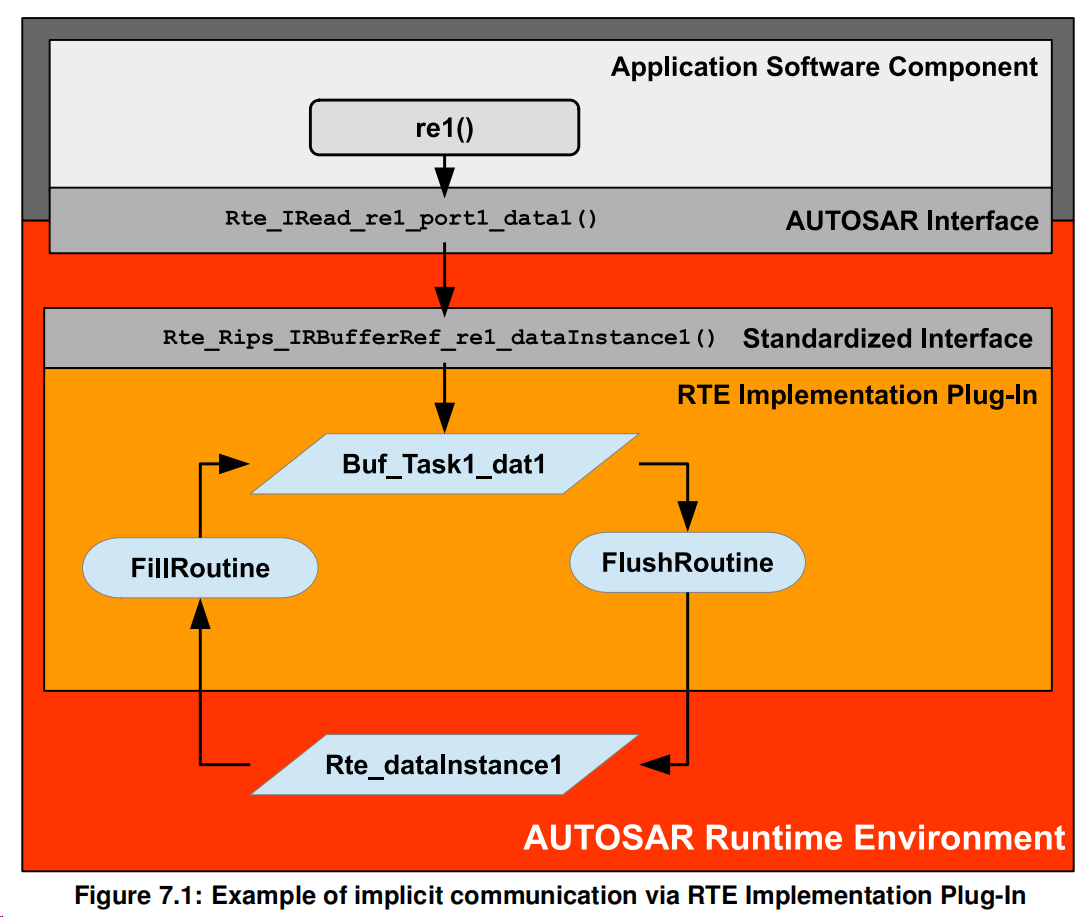 Application Software Component
re1()
Rte_IRead_re1_port1_data1()
AUTOSAR Interface
Rte_Rips_IRBufferRef_re1_dataInstance1()
Standardized Interface
RTE Implementation Plug-In
Buf_Task1_dat1
FillRoutine
FlushRoutine
Rte_dataInstance1
AUTOSAR Runtime Environment
Figure 7.1: Example of implicit communication via RTE Implementation Plug-In